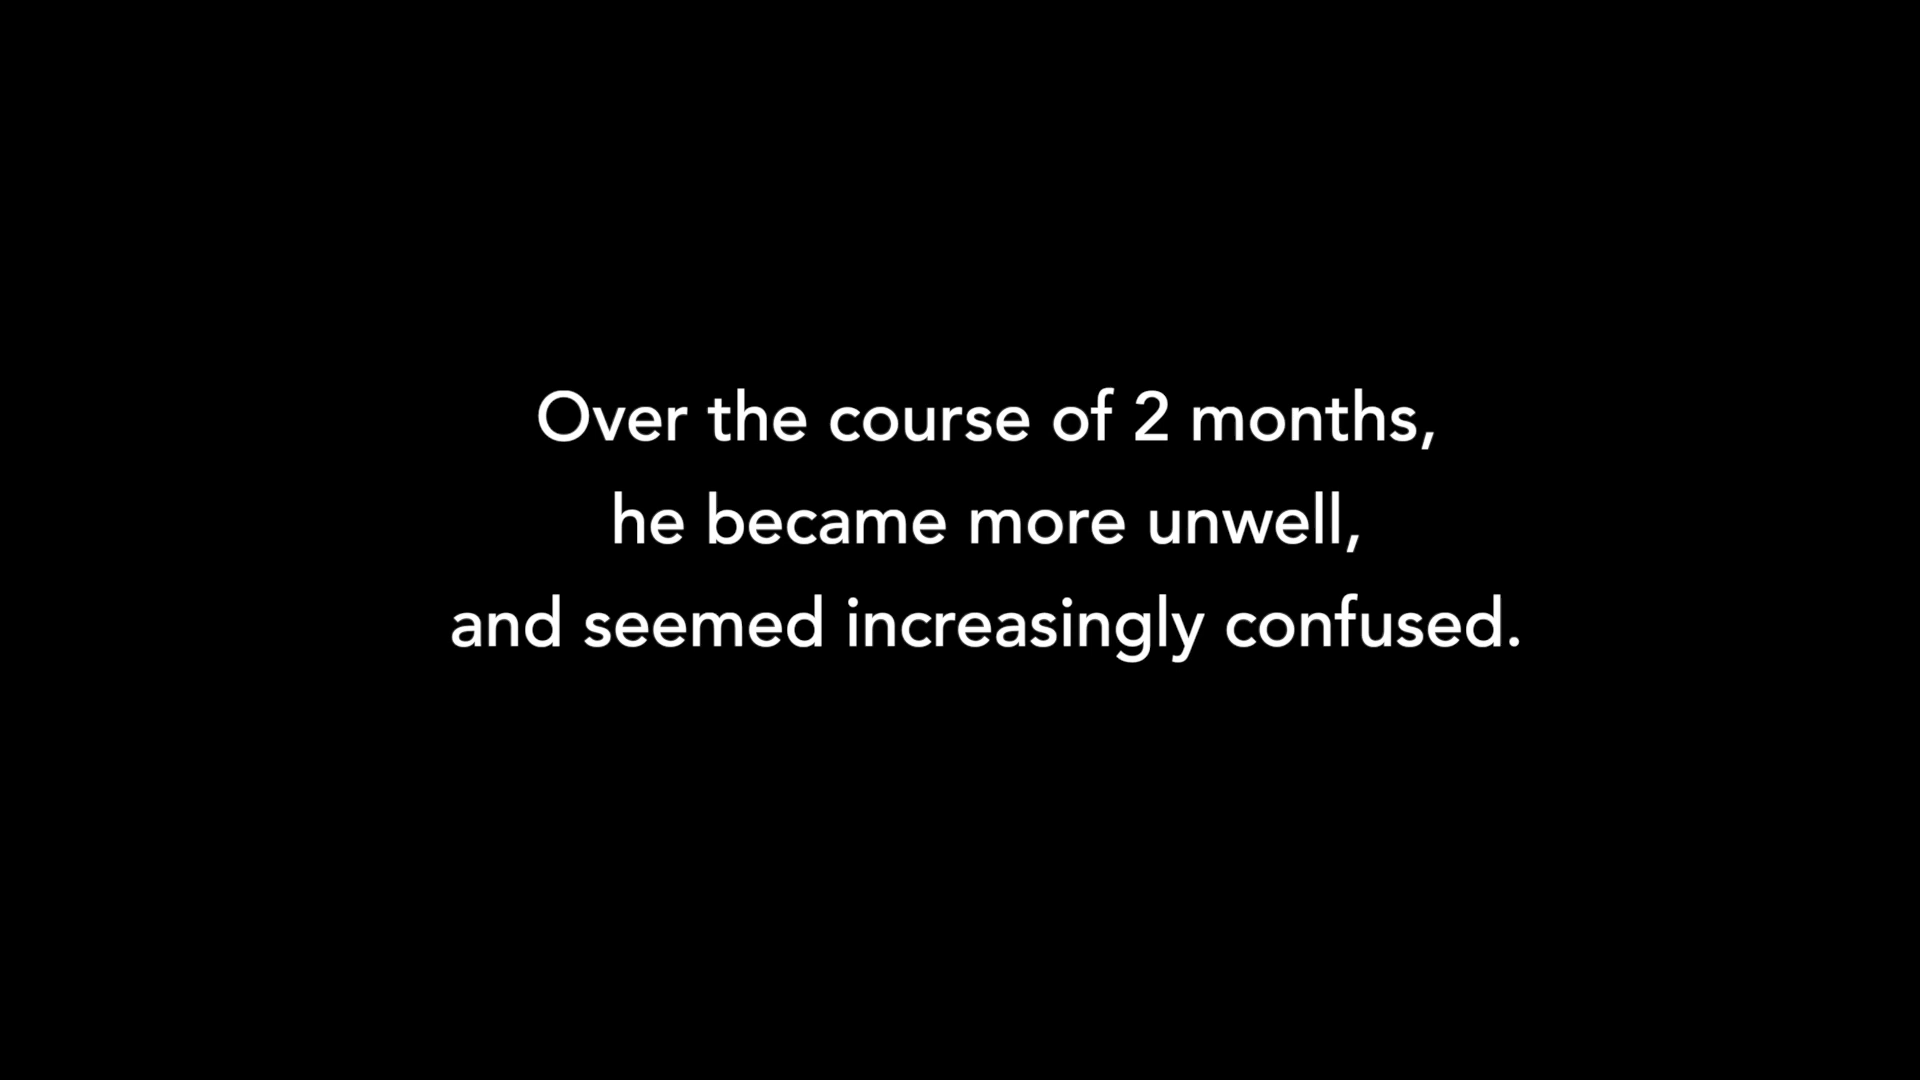 Over the course of 2 months,
he became more unwell,
and seemed increasingly confused.